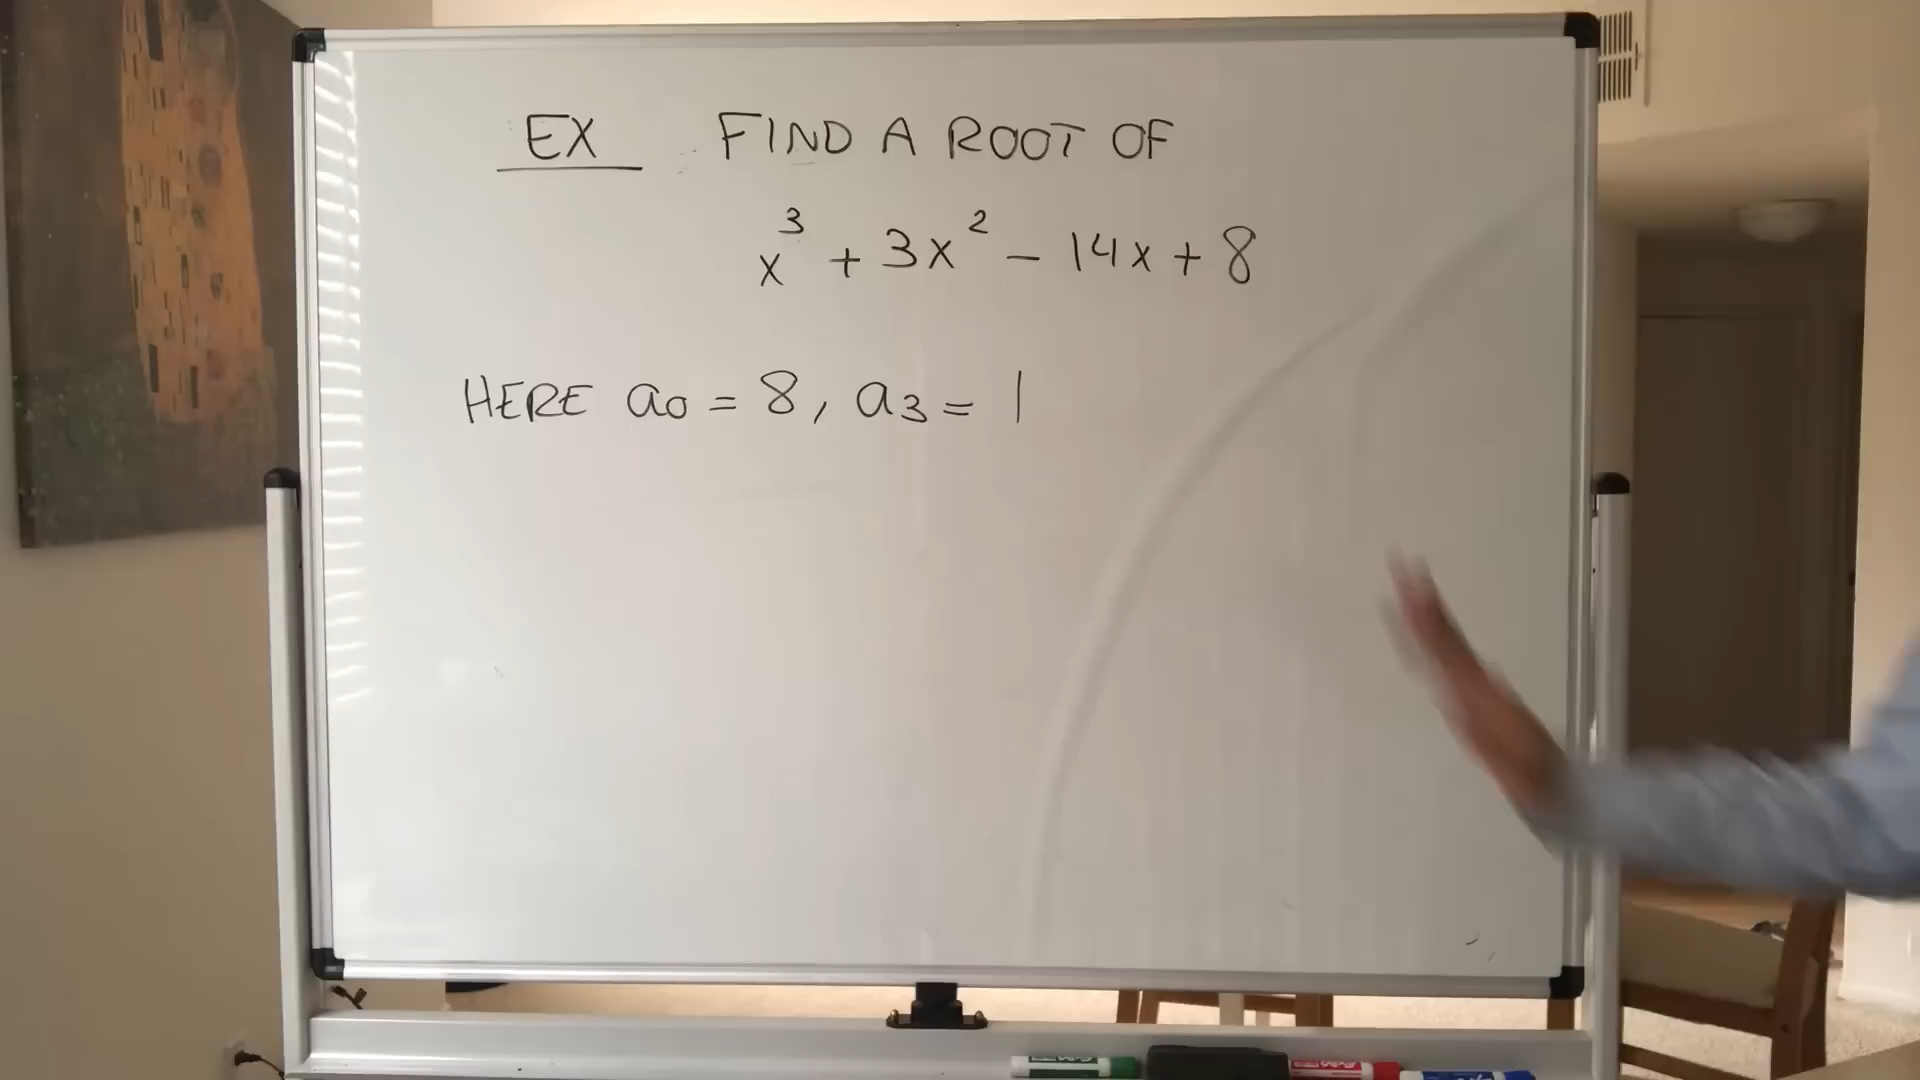 EX FIND A ROOT OF
x³ + 3x² - 14x + 8
HERE a₀ = 8, a₃ = 1